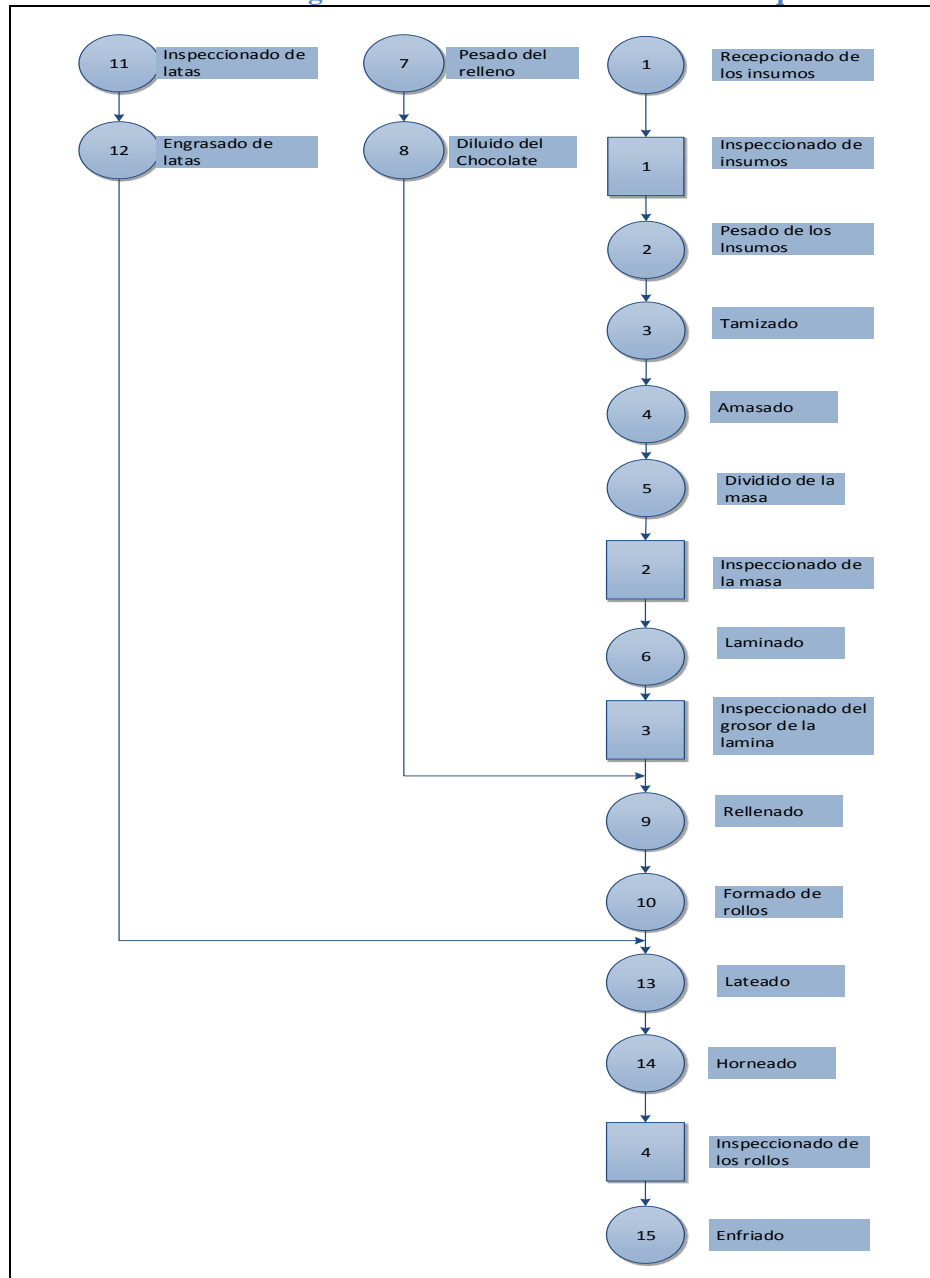 11
Inspeccionado de
latas
7
Pesado del
relleno
1
Recepcionado de
los insumos
12
Engrasado de
latas
8
Diluido del
Chocolate
1
Inspeccionado de
insumos
2
Pesado de los
Insumos
3
Tamizado
4
Amasado
5
Dividido de la
masa
2
Inspeccionado de
la masa
6
Laminado
3
Inspeccionado del
grosor de la
lamina
9
Rellenado
10
Formado de
rollos
13
Lateado
14
Horneado
4
Inspeccionado de
los rollos
15
Enfriado